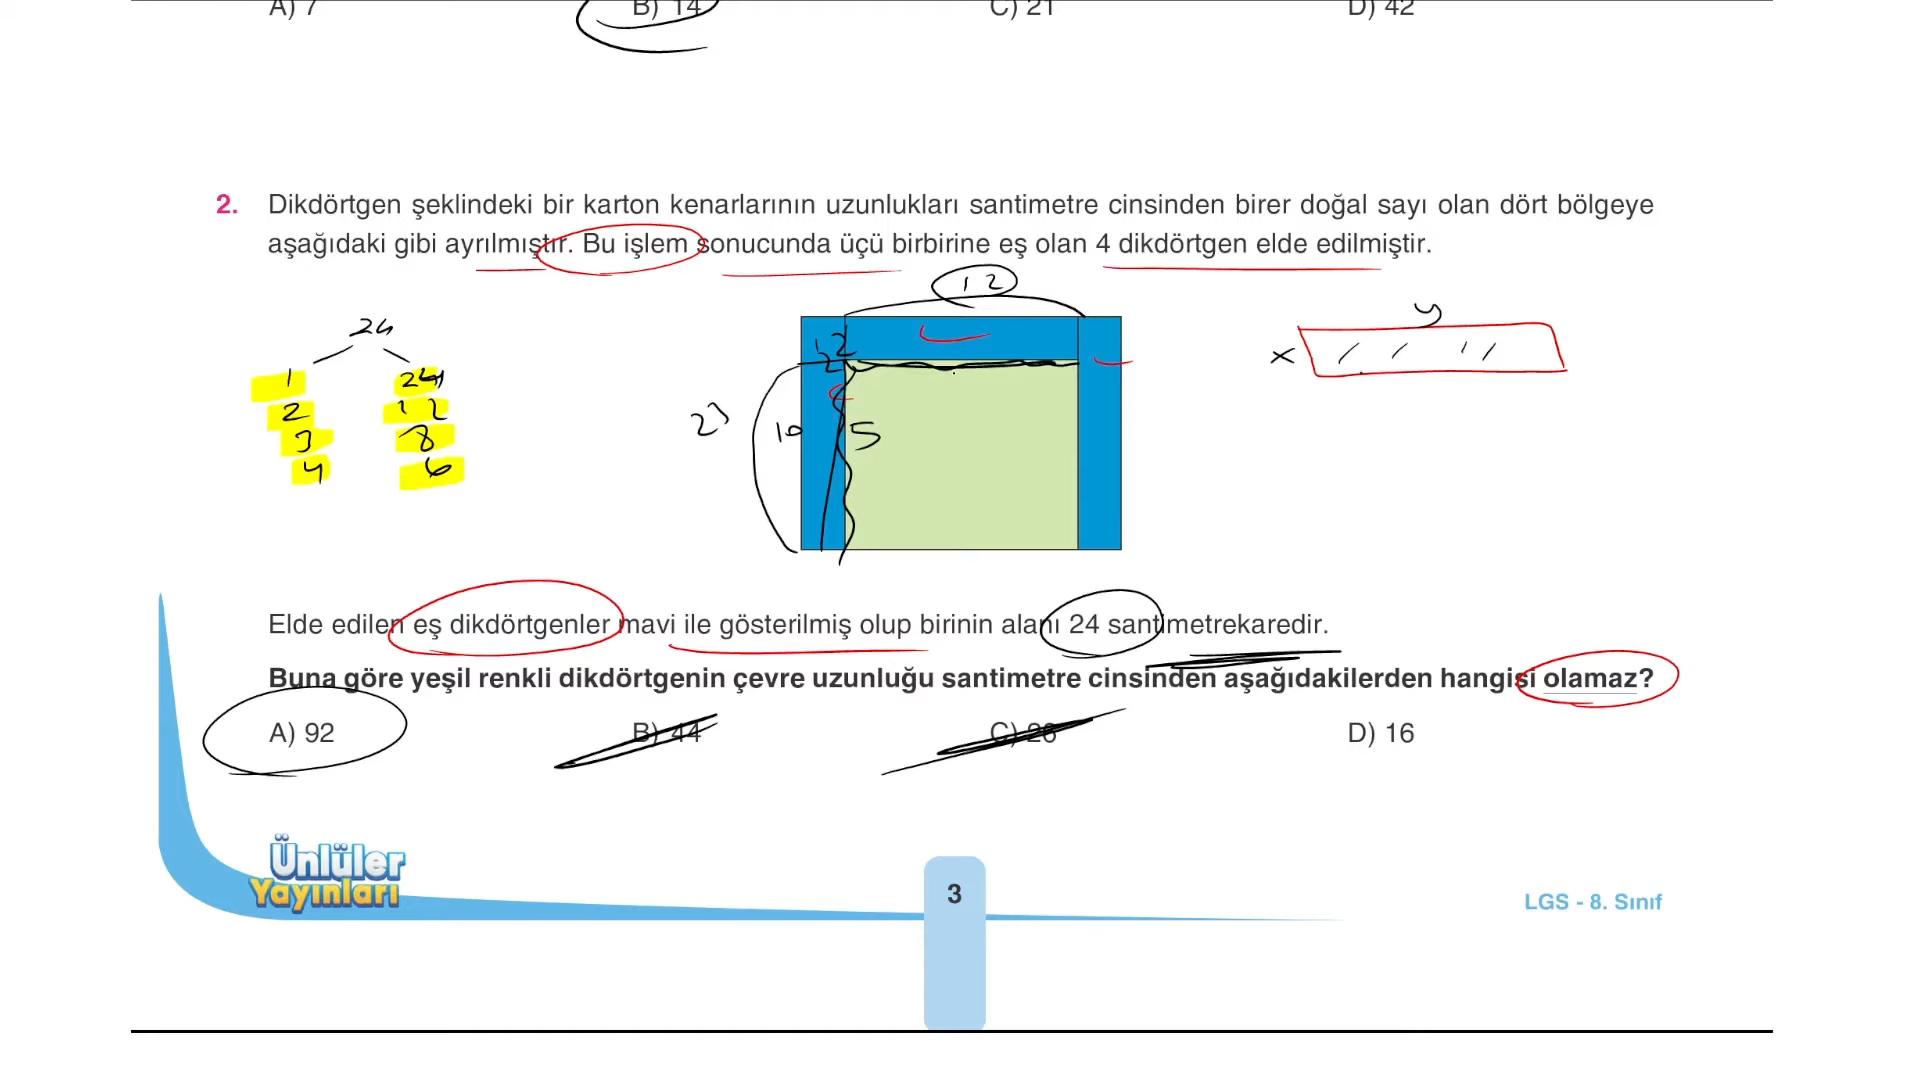 A) 7 B) 14 C) 21 D) 42
2. Dikdörtgen şeklindeki bir karton kenarlarının uzunlukları santimetre cinsinden birer doğal sayı olan dört bölgeye
aşağıdaki gibi ayrılmıştır. Bu işlem sonucunda üçü birbirine eş olan 4 dikdörtgen elde edilmiştir.
12
y
24
x
1 24
2 12
3 8
4 6
12
2
23
10
5
Elde edilen eş dikdörtgenler mavi ile gösterilmiş olup birinin alanı 24 santimetrekaredir.
Buna göre yeşil renkli dikdörtgenin çevre uzunluğu santimetre cinsinden aşağıdakilerden hangisi olamaz?
A) 92 B) 44 C) 26 D) 16
Ünlüler
Yayınları
3
LGS - 8. Sınıf